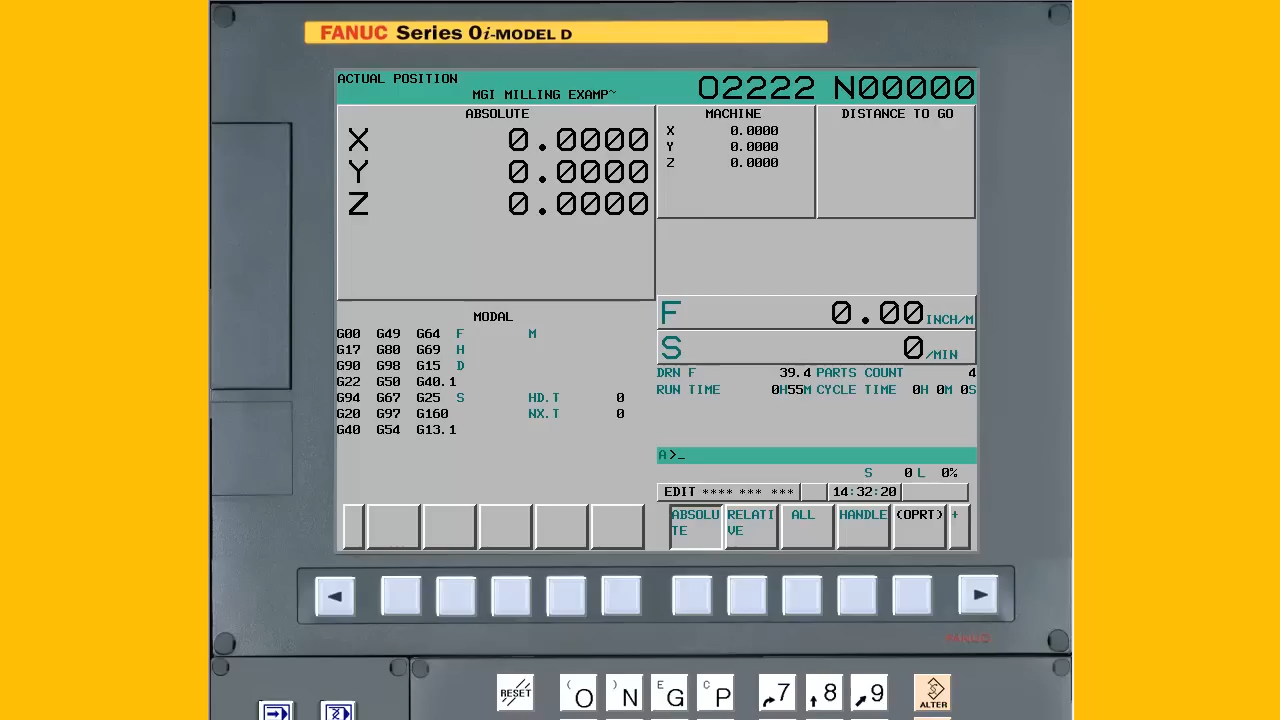 FANUC Series 0i-MODEL D
ACTUAL POSITION
MGI MILLING EXAMP~
O2222 N00000
ABSOLUTE
X 0.0000
Y 0.0000
Z 0.0000
MACHINE
X 0.0000
Y 0.0000
Z 0.0000
DISTANCE TO GO
MODAL
G00 G49 G64 F M
G17 G80 G69 H
G90 G98 G15 D
G22 G50 G40.1
G94 G67 G25 S HD.T 0
G20 G97 G160 NX.T 0
G40 G54 G13.1
F 0.00 INCH/M
S 0 /MIN
DRN F 39.4 PARTS COUNT 4
RUN TIME 0H55M CYCLE TIME 0H 0M 0S
A>_
S 0 L 0%
EDIT **** *** *** 14:32:20
ABSOLU
TE
RELATI
VE
ALL
HANDLE
(OPRT)
+
FANUC
RESET
( O
) N
E G
C P
7
8
9
ALTER